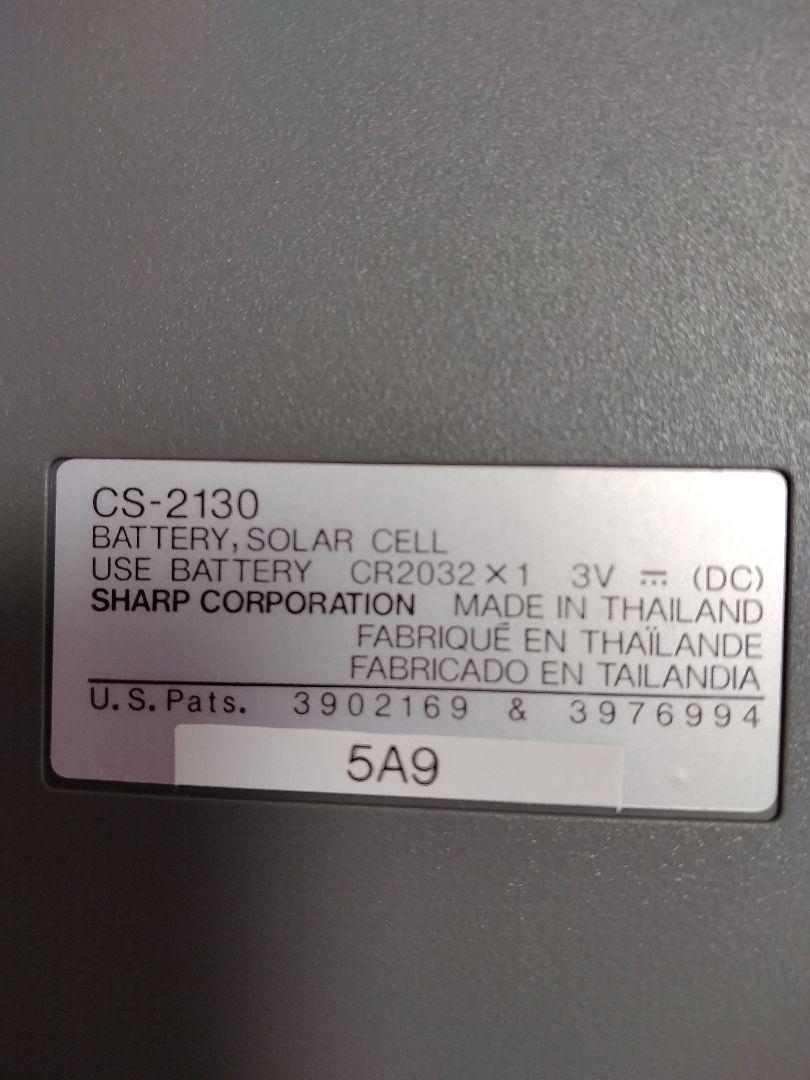 CS-2130
BATTERY, SOLAR CELL
USE BATTERY CR2032×1 3V ⎓ (DC)
SHARP CORPORATION MADE IN THAILAND
FABRIQUÉ EN THAÏLANDE
FABRICADO EN TAILANDIA
U.S.Pats. 3902169 & 3976994
5A9